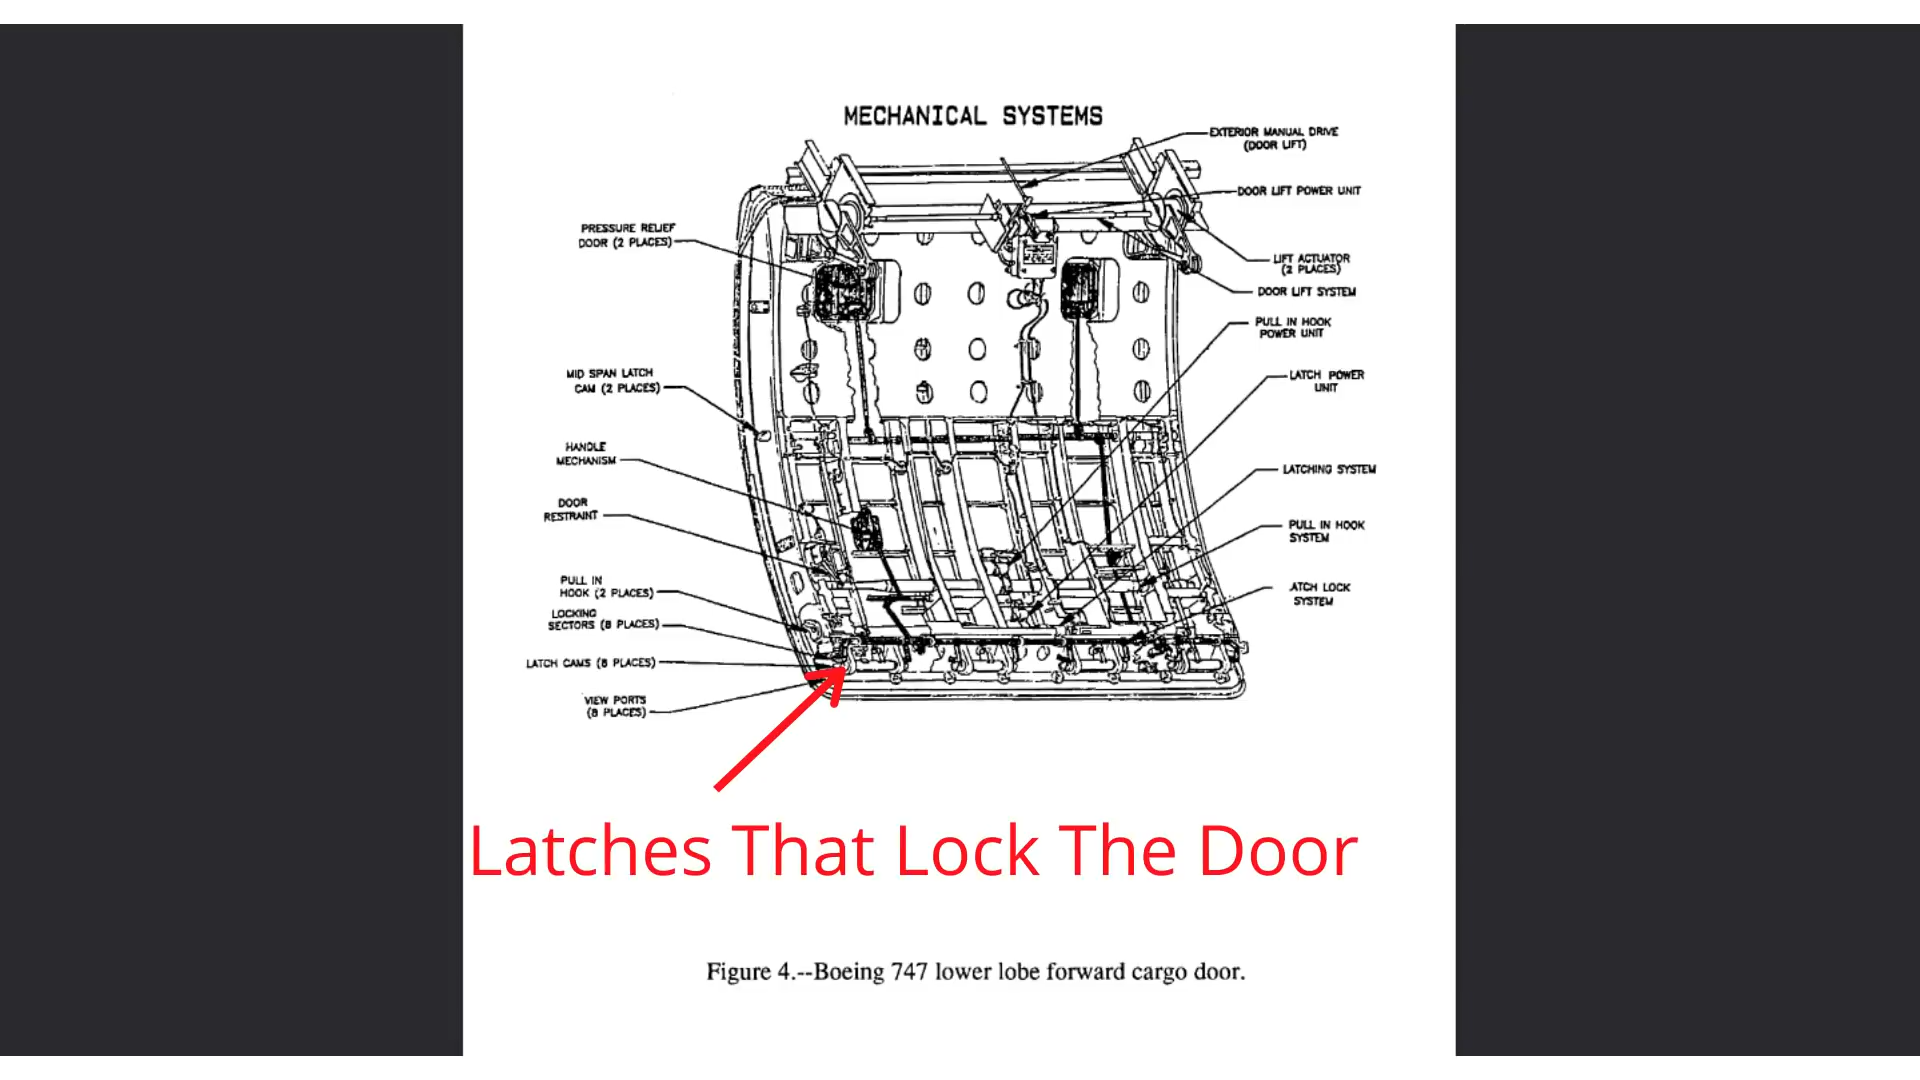 MECHANICAL SYSTEMS
EXTERIOR MANUAL DRIVE
(DOOR LIFT)
DOOR LIFT POWER UNIT
PRESSURE RELIEF
DOOR (2 PLACES)
LIFT ACTUATOR
(2 PLACES)
DOOR LIFT SYSTEM
PULL IN HOOK
POWER UNIT
MID SPAN LATCH
CAM (2 PLACES)
LATCH POWER
UNIT
HANDLE
MECHANISM
LATCHING SYSTEM
DOOR
RESTRAINT
PULL IN HOOK
SYSTEM
PULL IN
HOOK (2 PLACES)
ATCH LOCK
SYSTEM
LOCKING
SECTORS (8 PLACES)
LATCH CAMS (8 PLACES)
VIEW PORTS
(8 PLACES)
Latches That Lock The Door
Figure 4.--Boeing 747 lower lobe forward cargo door.